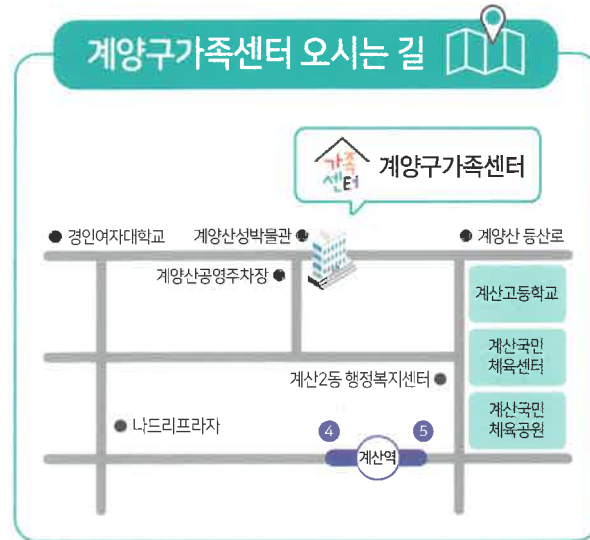 계양구가족센터 오시는 길
가족
센터
계양구가족센터
경인여자대학교
계양산성박물관
계양산 등산로
계양산공영주차장
계산고등학교
계산국민
체육센터
계산2동 행정복지센터
계산국민
체육공원
나드리프라자
4
5
계산역